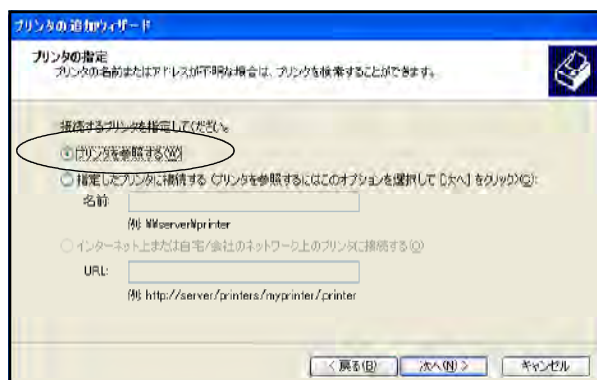 プリンタの追加ウィザード
プリンタの指定
プリンタの名前またはアドレスが不明な場合は、プリンタを検索することができます。
接続するプリンタを指定してください。
プリンタを参照する(W)
指定したプリンタに接続する (プリンタを参照するにはこのオプションを選択して [次へ] をクリック)(C):
名前:
例: ¥¥server¥printer
インターネット上または自宅/会社のネットワーク上のプリンタに接続する(O)
URL:
例: http://server/printers/myprinter/.printer
< 戻る(B)
次へ(N) >
キャンセル